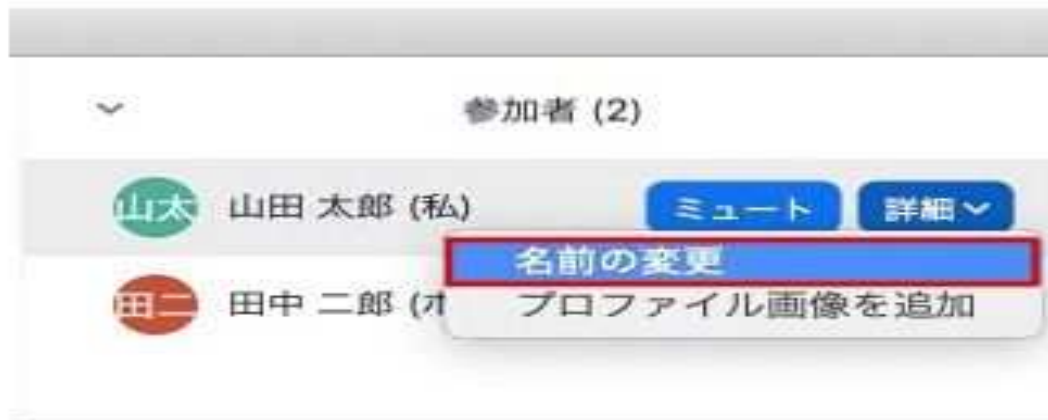 参加者 (2)
山太 山田 太郎 (私) ミュート 詳細
名前の変更
田二 田中 二郎 (ホ
プロファイル画像を追加